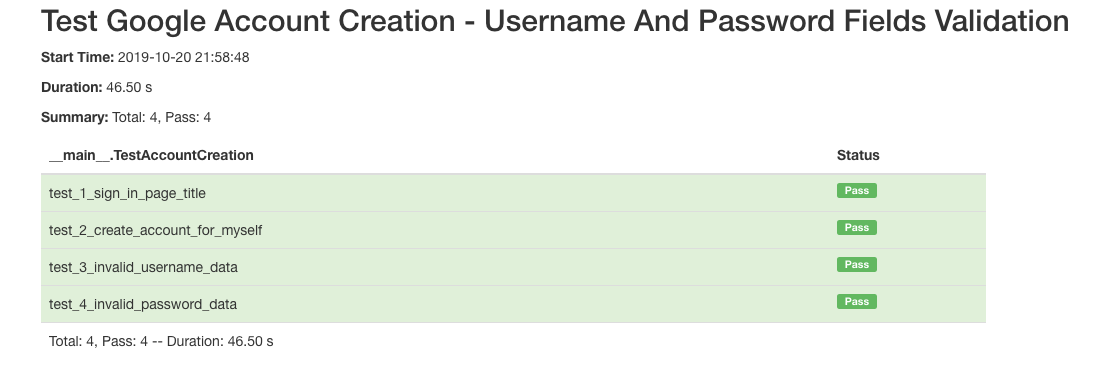 Test Google Account Creation - Username And Password Fields Validation
Start Time: 2019-10-20 21:58:48
Duration: 46.50 s
Summary: Total: 4, Pass: 4
__main__.TestAccountCreation Status
test_1_sign_in_page_title Pass
test_2_create_account_for_myself Pass
test_3_invalid_username_data Pass
test_4_invalid_password_data Pass
Total: 4, Pass: 4 -- Duration: 46.50 s